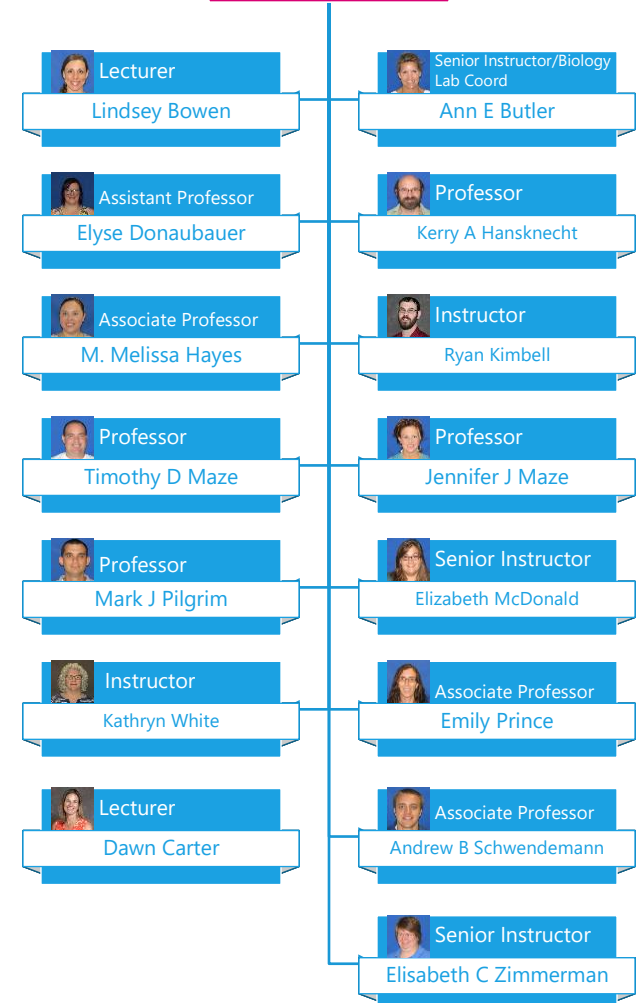 Lecturer
Lindsey Bowen
Senior Instructor/Biology
Lab Coord
Ann E Butler
Assistant Professor
Elyse Donaubauer
Professor
Kerry A Hansknecht
Associate Professor
M. Melissa Hayes
Instructor
Ryan Kimbell
Professor
Timothy D Maze
Professor
Jennifer J Maze
Professor
Mark J Pilgrim
Senior Instructor
Elizabeth McDonald
Instructor
Kathryn White
Associate Professor
Emily Prince
Lecturer
Dawn Carter
Associate Professor
Andrew B Schwendemann
Senior Instructor
Elisabeth C Zimmerman